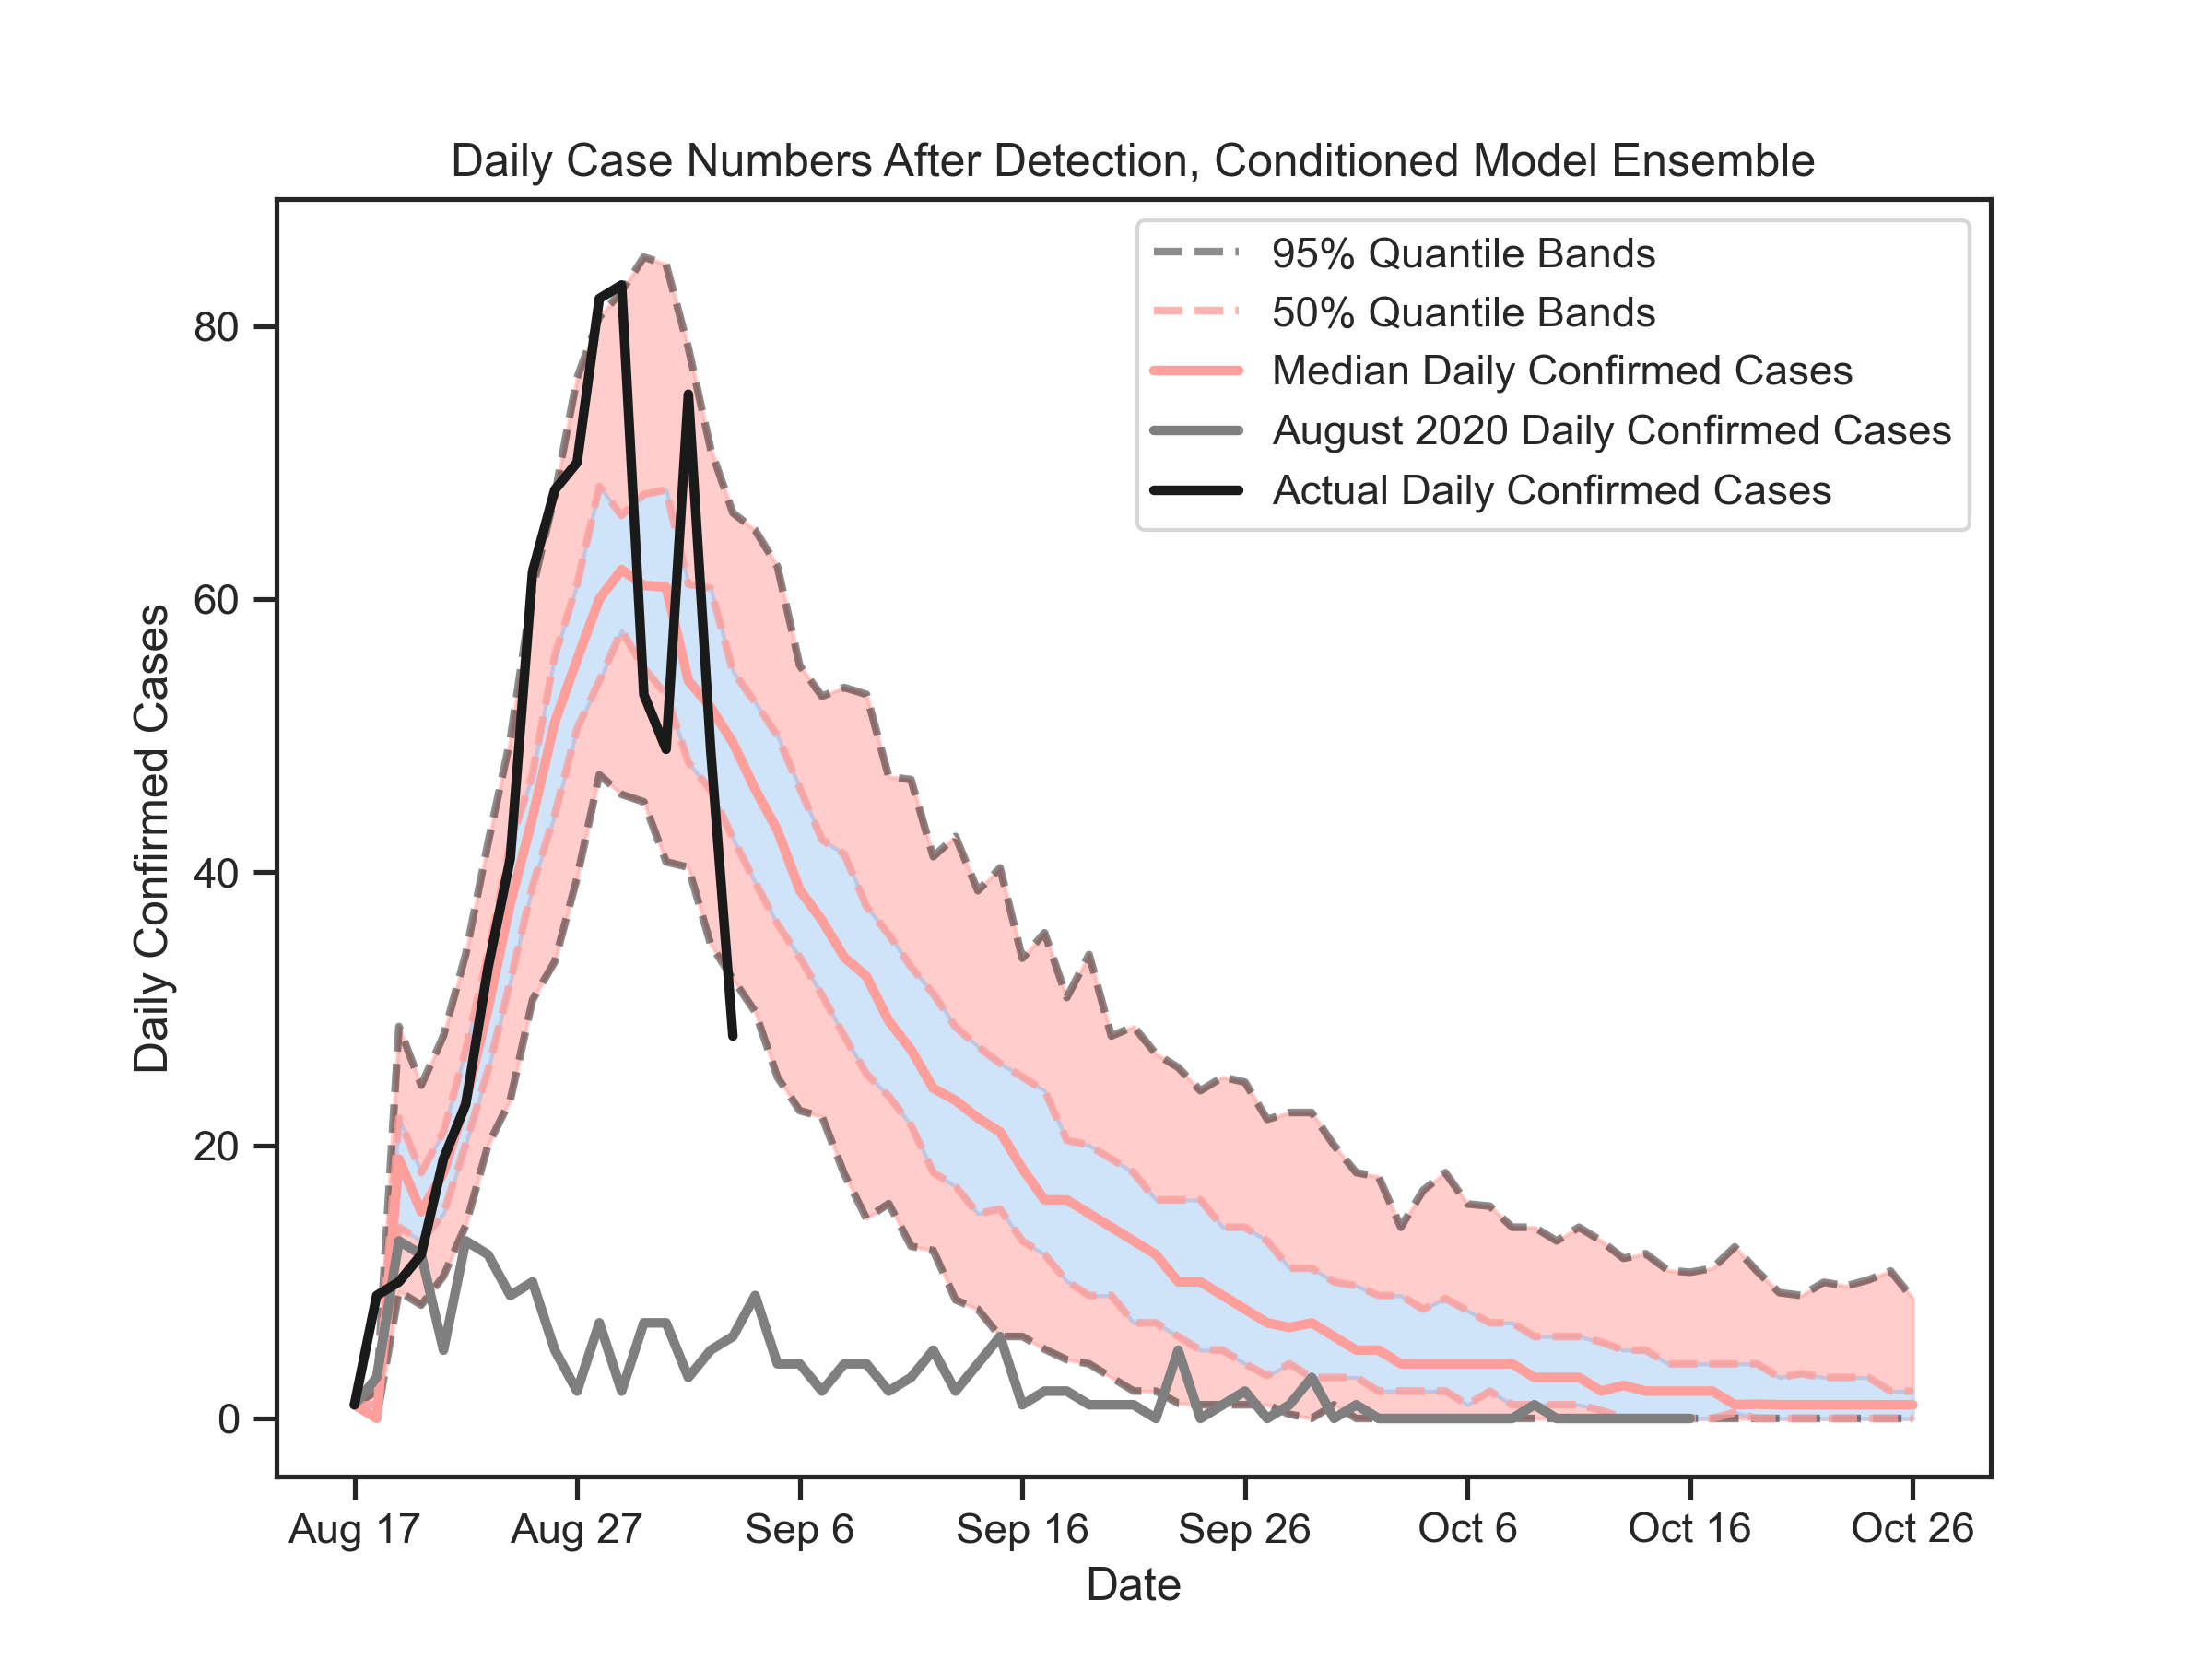 Daily Case Numbers After Detection, Conditioned Model Ensemble
95% Quantile Bands
50% Quantile Bands
Median Daily Confirmed Cases
August 2020 Daily Confirmed Cases
Actual Daily Confirmed Cases
Daily Confirmed Cases
80
60
40
20
0
Aug 17 Aug 27 Sep 6 Sep 16 Sep 26 Oct 6 Oct 16 Oct 26
Date